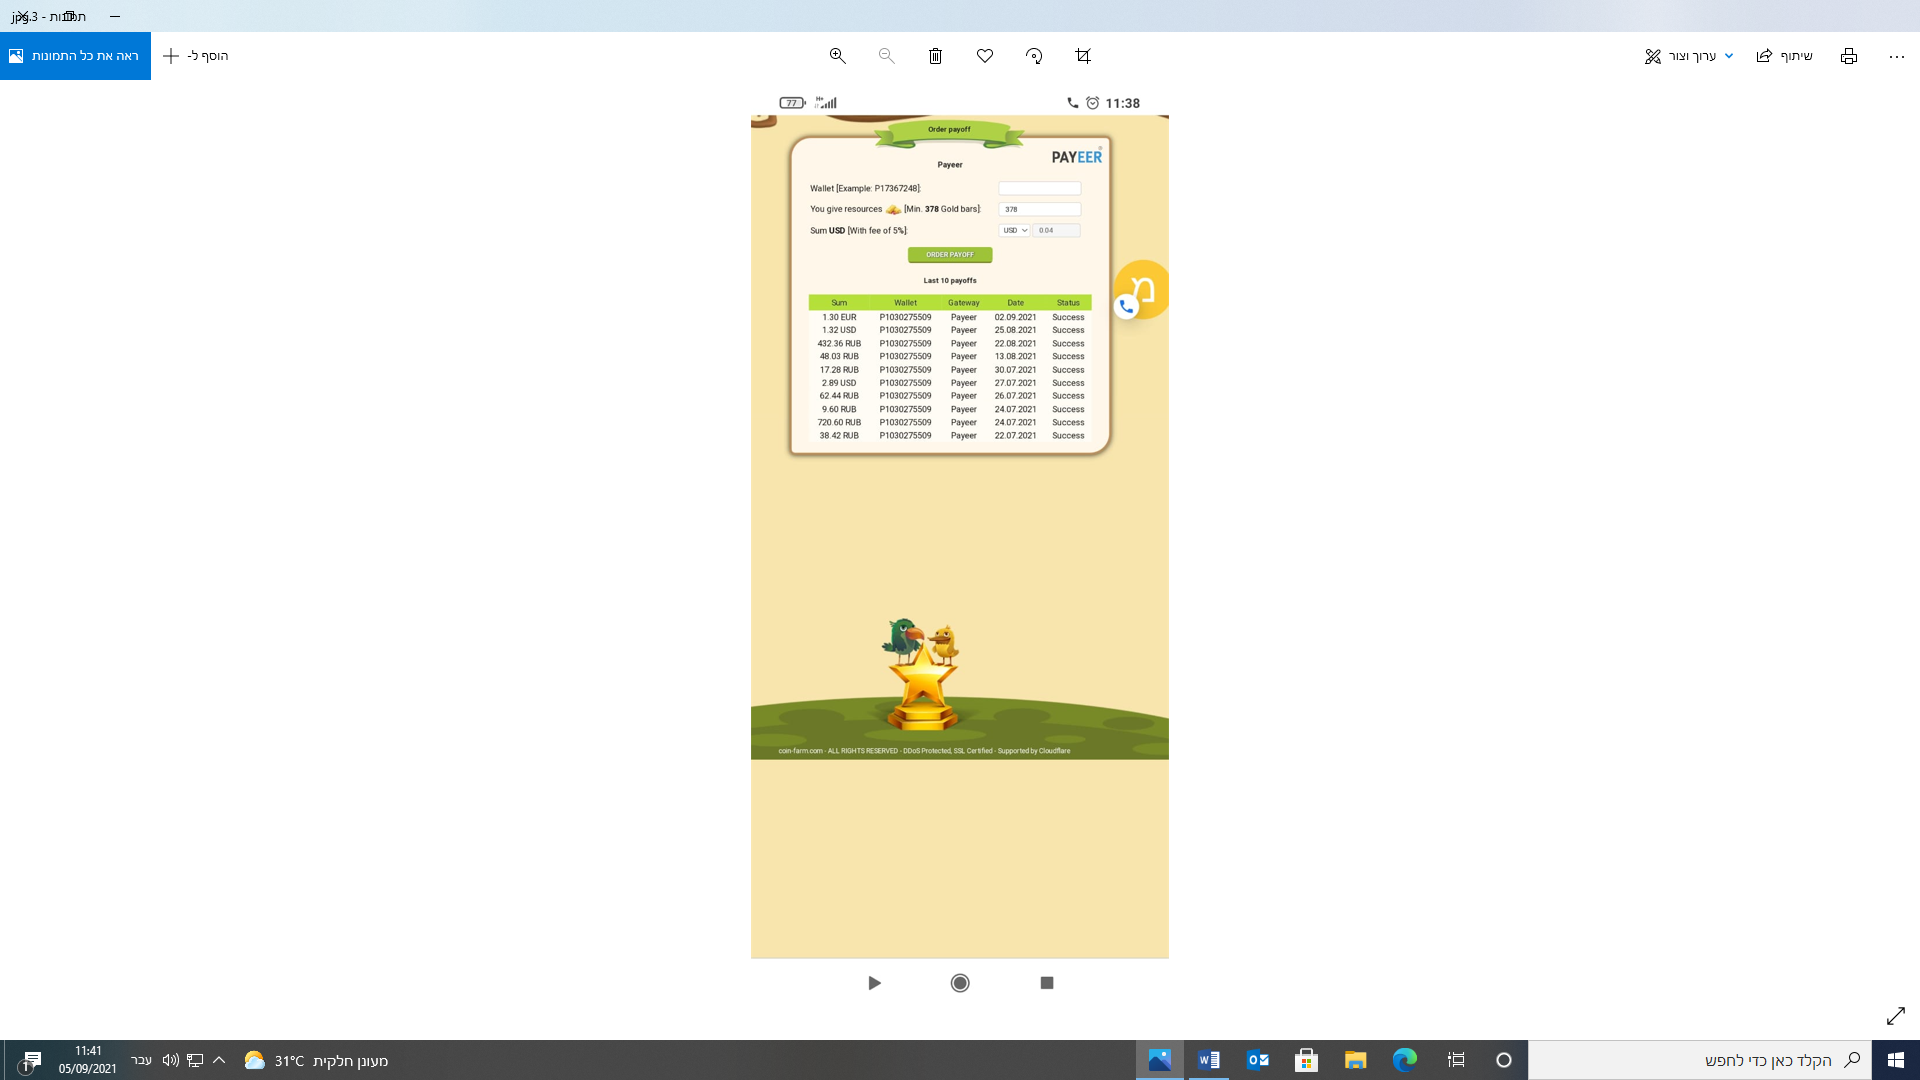 תמונות - 3.jpg
ראה את כל התמונות
הוסף ל-
ערוך וצור
שיתוף
77
H+
11:38
Order payoff
PAYEER
Payeer
Wallet [Example: P17367248]:
You give resources [Min. 378 Gold bars]: 378
Sum USD [With fee of 5%]: USD 0.04
ORDER PAYOFF
Last 10 payoffs
Sum Wallet Gateway Date Status
1.30 EUR P1030275509 Payeer 02.09.2021 Success
1.32 USD P1030275509 Payeer 25.08.2021 Success
432.36 RUB P1030275509 Payeer 22.08.2021 Success
48.03 RUB P1030275509 Payeer 13.08.2021 Success
17.28 RUB P1030275509 Payeer 30.07.2021 Success
2.89 USD P1030275509 Payeer 27.07.2021 Success
62.44 RUB P1030275509 Payeer 26.07.2021 Success
9.60 RUB P1030275509 Payeer 24.07.2021 Success
720.60 RUB P1030275509 Payeer 24.07.2021 Success
38.42 RUB P1030275509 Payeer 22.07.2021 Success
מ
coin-farm.com - ALL RIGHTS RESERVED - DDoS Protected, SSL Certified - Supported by Cloudflare
1
11:41
05/09/2021
עבר
31°C מעונן חלקית
הקלד כאן כדי לחפש